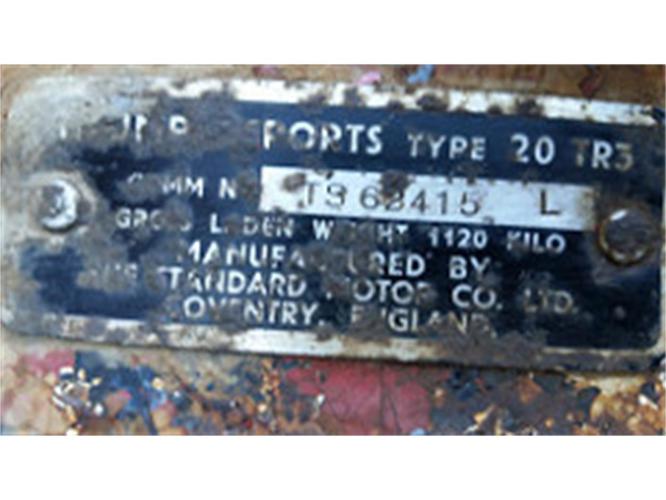 SPORTS TYPE 20 TR3
COMM NO TS L
GROSS LADEN WEIGHT 1120 KILO
MANUFACTURED BY
STANDARD MOTOR CO. LTD.
COVENTRY, ENGLAND.